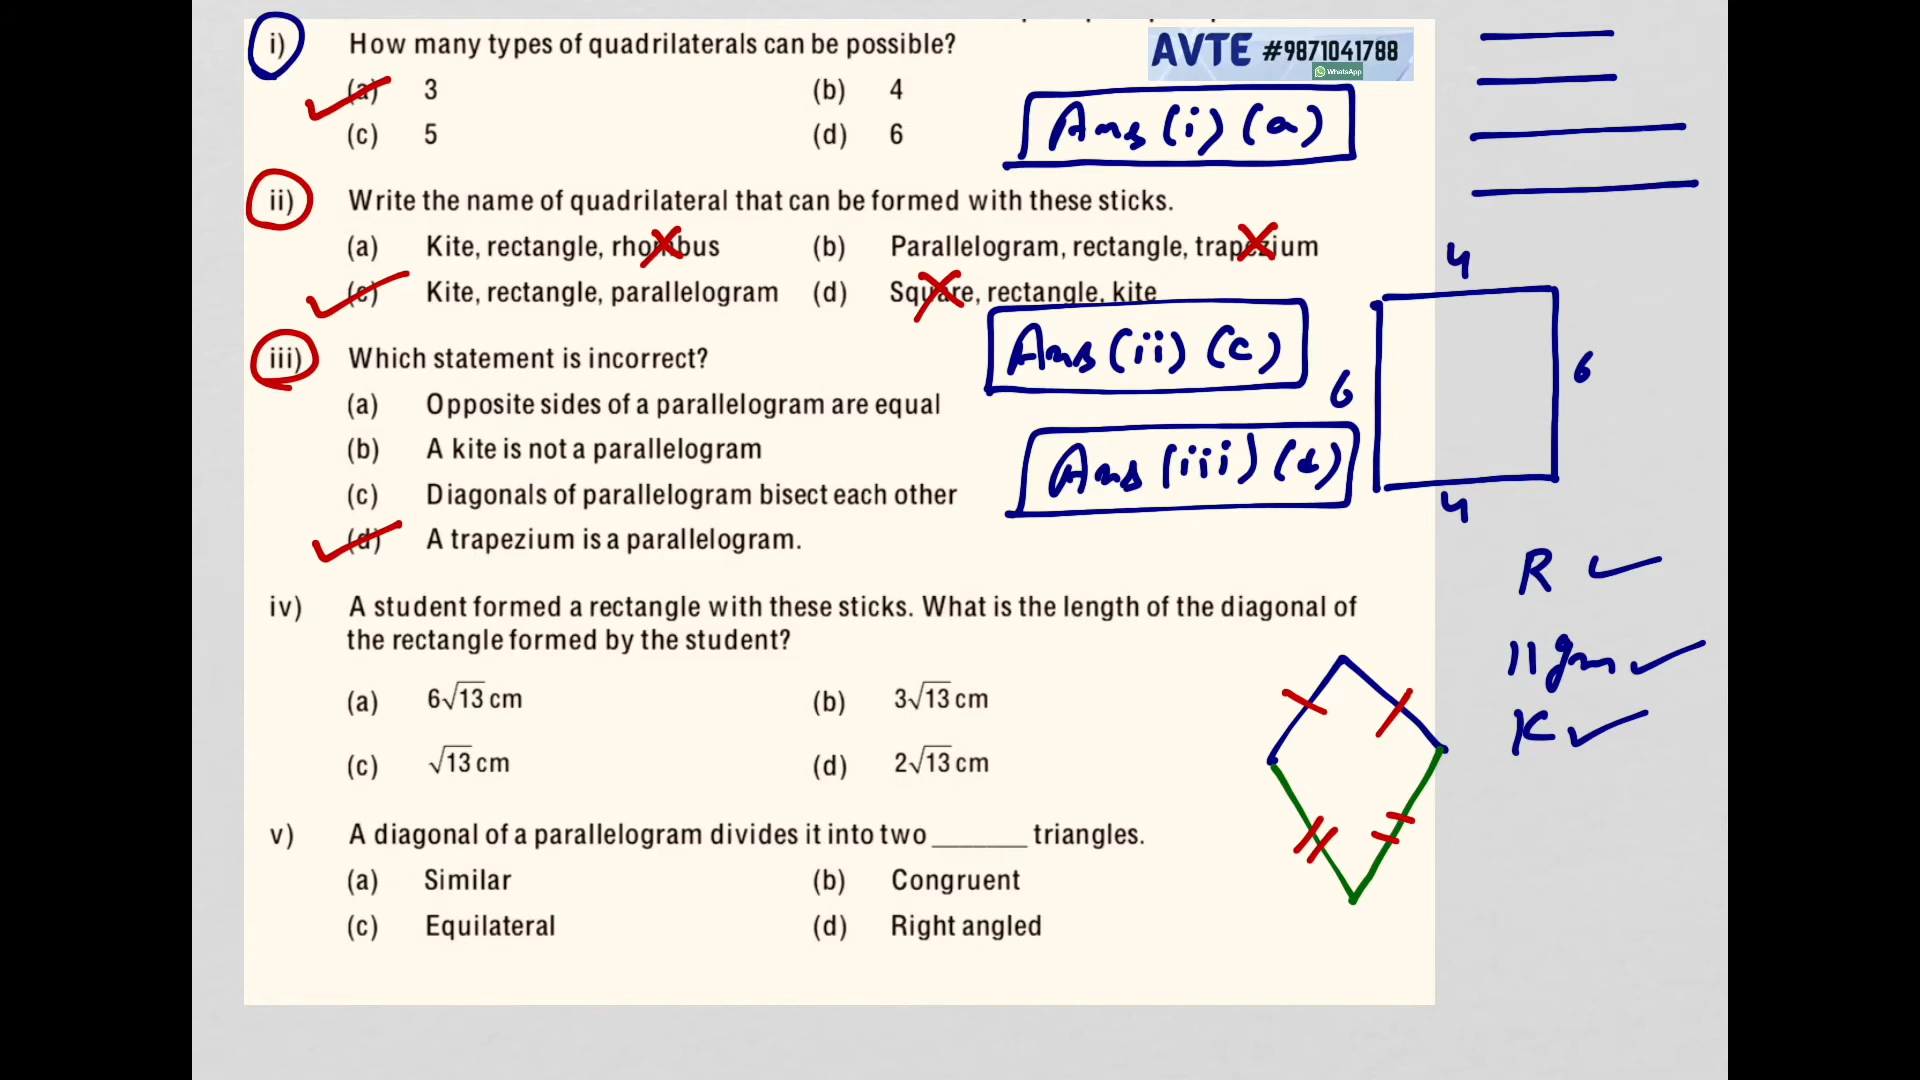 i) How many types of quadrilaterals can be possible?
AVTE #9871041788
WhatsApp
(a) 3 (b) 4
(c) 5 (d) 6
Ans (i) (a)
ii) Write the name of quadrilateral that can be formed with these sticks.
(a) Kite, rectangle, rhombus (b) Parallelogram, rectangle, trapezium
(c) Kite, rectangle, parallelogram (d) Square, rectangle, kite
Ans (ii) (c)
iii) Which statement is incorrect?
(a) Opposite sides of a parallelogram are equal
(b) A kite is not a parallelogram
(c) Diagonals of parallelogram bisect each other
(d) A trapezium is a parallelogram.
Ans (iii) (d)
4
6
6
4
R
llgm
K
iv) A student formed a rectangle with these sticks. What is the length of the diagonal of
the rectangle formed by the student?
(a) 6√13 cm (b) 3√13 cm
(c) √13 cm (d) 2√13 cm
v) A diagonal of a parallelogram divides it into two _______ triangles.
(a) Similar (b) Congruent
(c) Equilateral (d) Right angled